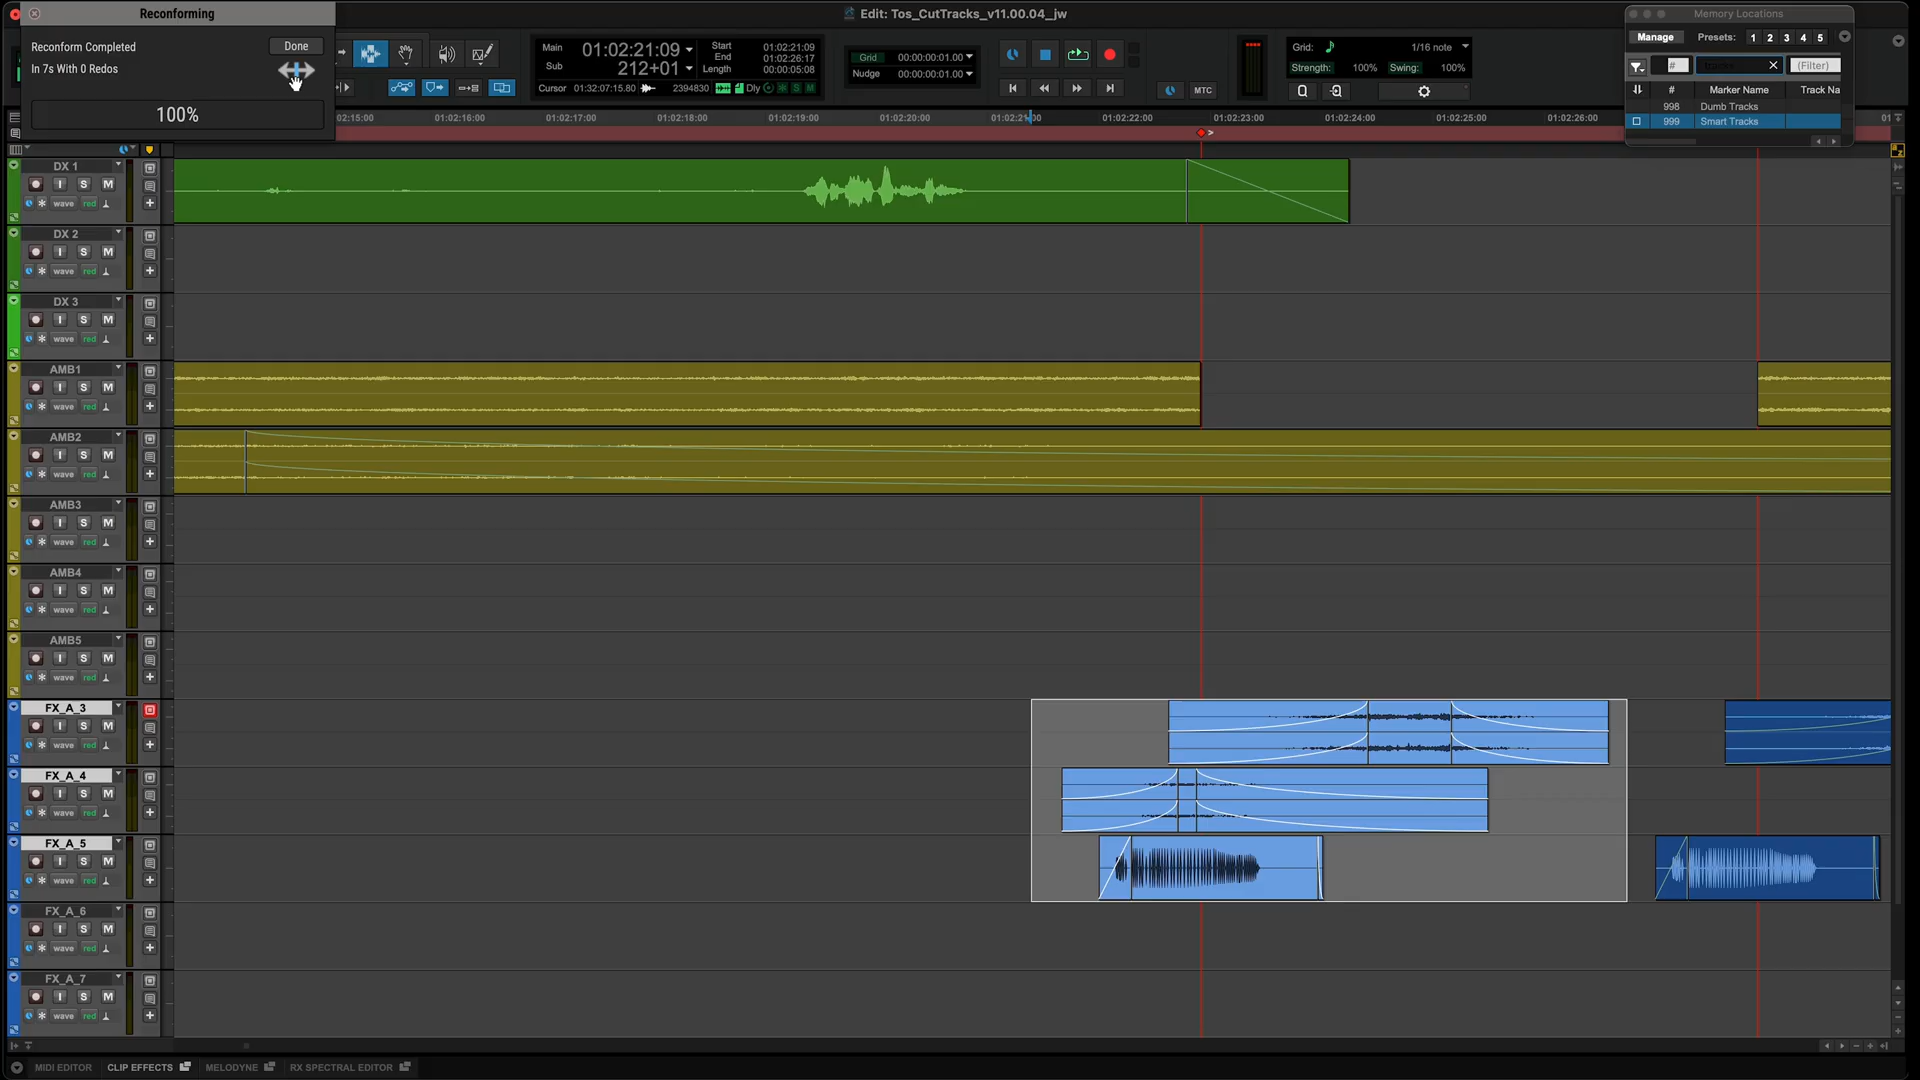 Reconforming
Reconform Completed
Done
In 7s With 0 Redos
100%
Edit: Tos_CutTracks_v11.00.04_jw
Main 01:02:21:09
Sub 212+01
Start 01:02:21:09
End 01:02:26:17
Length 00:00:05:08
Cursor 01:32:07:15.80 2394830 Dly S M
Grid 00:00:00:01.00
Nudge 00:00:00:01.00
MTC
Grid: 1/16 note
Strength: 100% Swing: 100%
Memory Locations
Manage Presets: 1 2 3 4 5
# (Filter)
# Marker Name Track Na
998 Dumb Tracks
999 Smart Tracks
02:15:00 01:02:16:00 01:02:17:00 01:02:18:00 01:02:19:00 01:02:20:00 01:02:21:00 01:02:22:00 01:02:23:00 01:02:24:00 01:02:25:00 01:02:26:00 01
DX 1
I S M
wave red
DX 2
I S M
wave red
DX 3
I S M
wave red
AMB1
I S M
wave red
AMB2
I S M
wave red
AMB3
I S M
wave red
AMB4
I S M
wave red
AMB5
I S M
wave red
FX_A_3
I S M
wave red
FX_A_4
I S M
wave red
FX_A_5
I S M
wave red
FX_A_6
I S M
wave red
FX_A_7
I S M
wave red
MIDI EDITOR CLIP EFFECTS MELODYNE RX SPECTRAL EDITOR